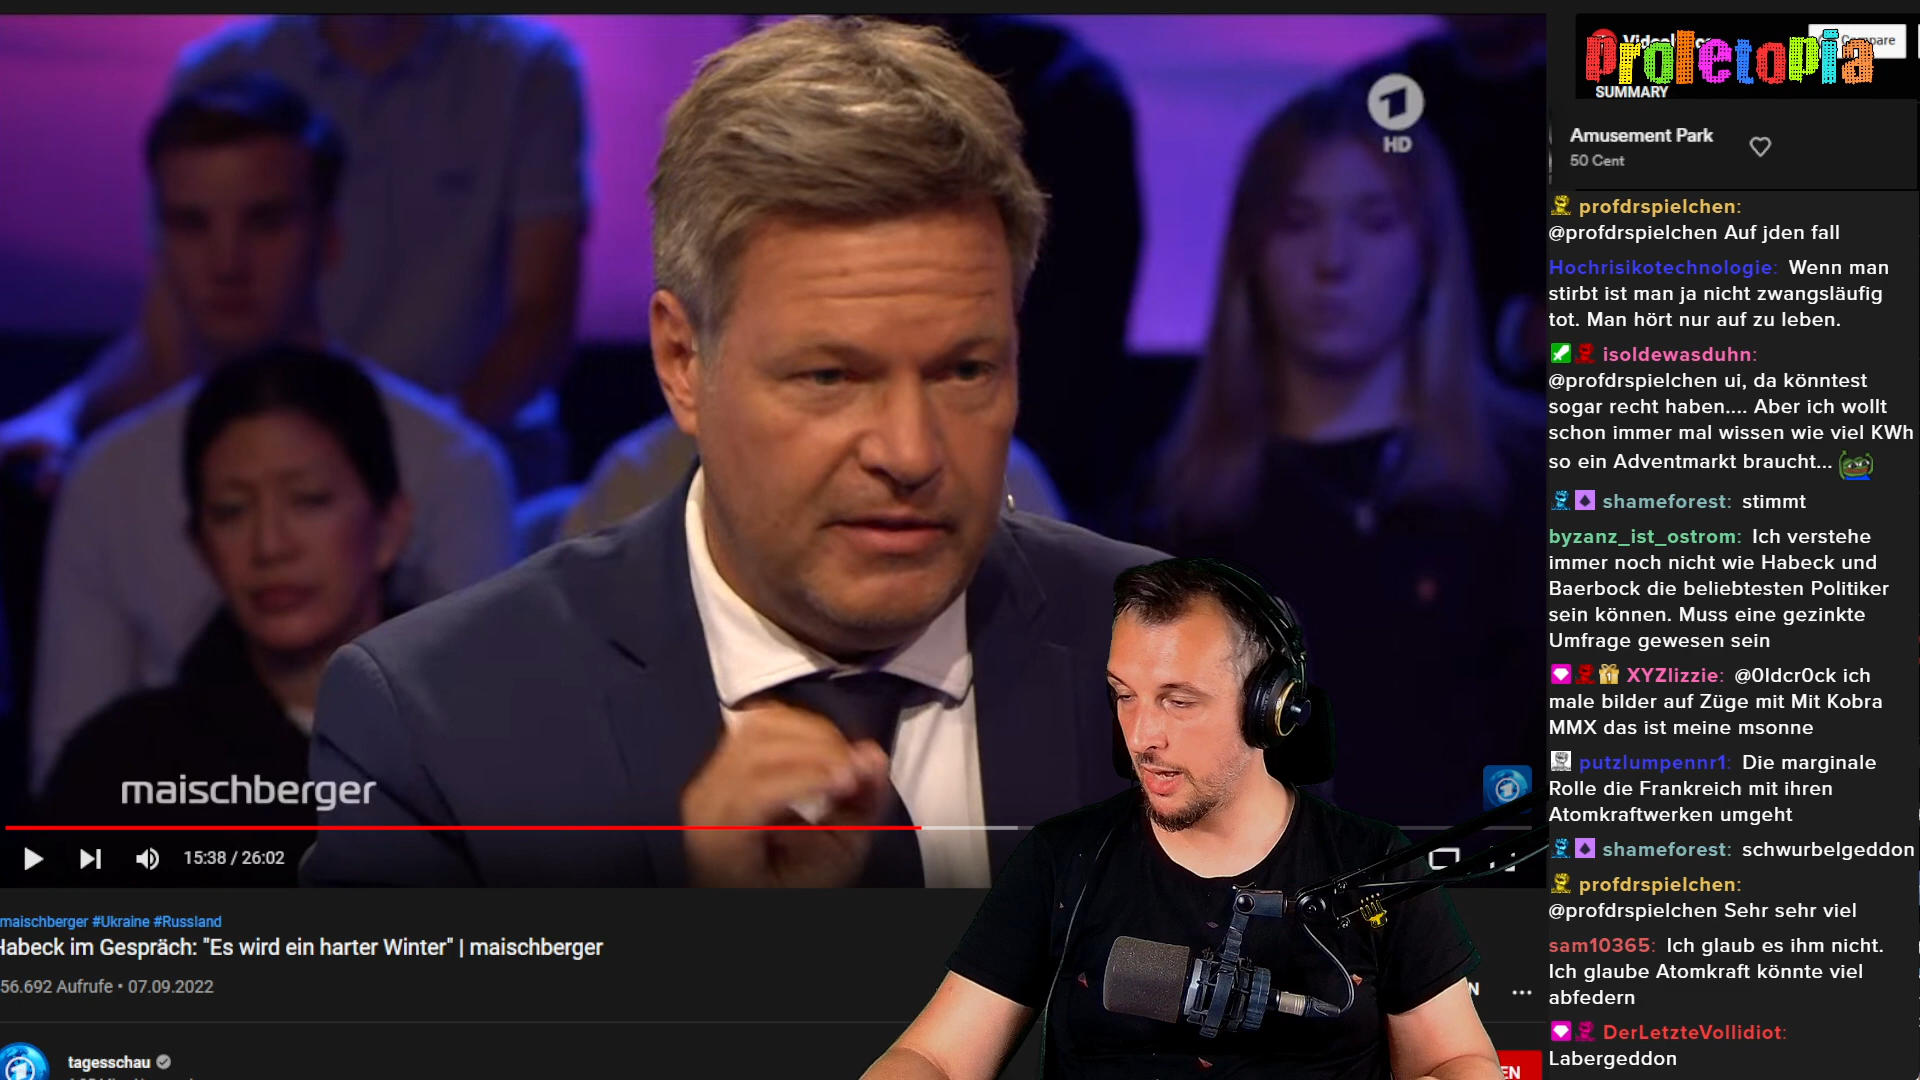 HD
maischberger
15:38 / 26:02
maischberger #Ukraine #Russland
Habeck im Gespräch: "Es wird ein harter Winter" | maischberger
56.692 Aufrufe • 07.09.2022
tagesschau
Proletopia
SUMMARY
Amusement Park
50 Cent
profdrspielchen:
@profdrspielchen Auf jden fall
Hochrisikotechnologie: Wenn man
stirbt ist man ja nicht zwangsläufig
tot. Man hört nur auf zu leben.
isoldewasduhn:
@profdrspielchen ui, da könntest
sogar recht haben.... Aber ich wollt
schon immer mal wissen wie viel KWh
so ein Adventmarkt braucht...
shameforest: stimmt
byzanz_ist_ostrom: Ich verstehe
immer noch nicht wie Habeck und
Baerbock die beliebtesten Politiker
sein können. Muss eine gezinkte
Umfrage gewesen sein
XYZlizzie: @0ldcr0ck ich
male bilder auf Züge mit Mit Kobra
MMX das ist meine msonne
putzlumpennr1: Die marginale
Rolle die Frankreich mit ihren
Atomkraftwerken umgeht
shameforest: schwurbelgeddon
profdrspielchen:
@profdrspielchen Sehr sehr viel
sam10365: Ich glaub es ihm nicht.
Ich glaube Atomkraft könnte viel
abfedern
DerLetzteVollidiot:
Labergeddon